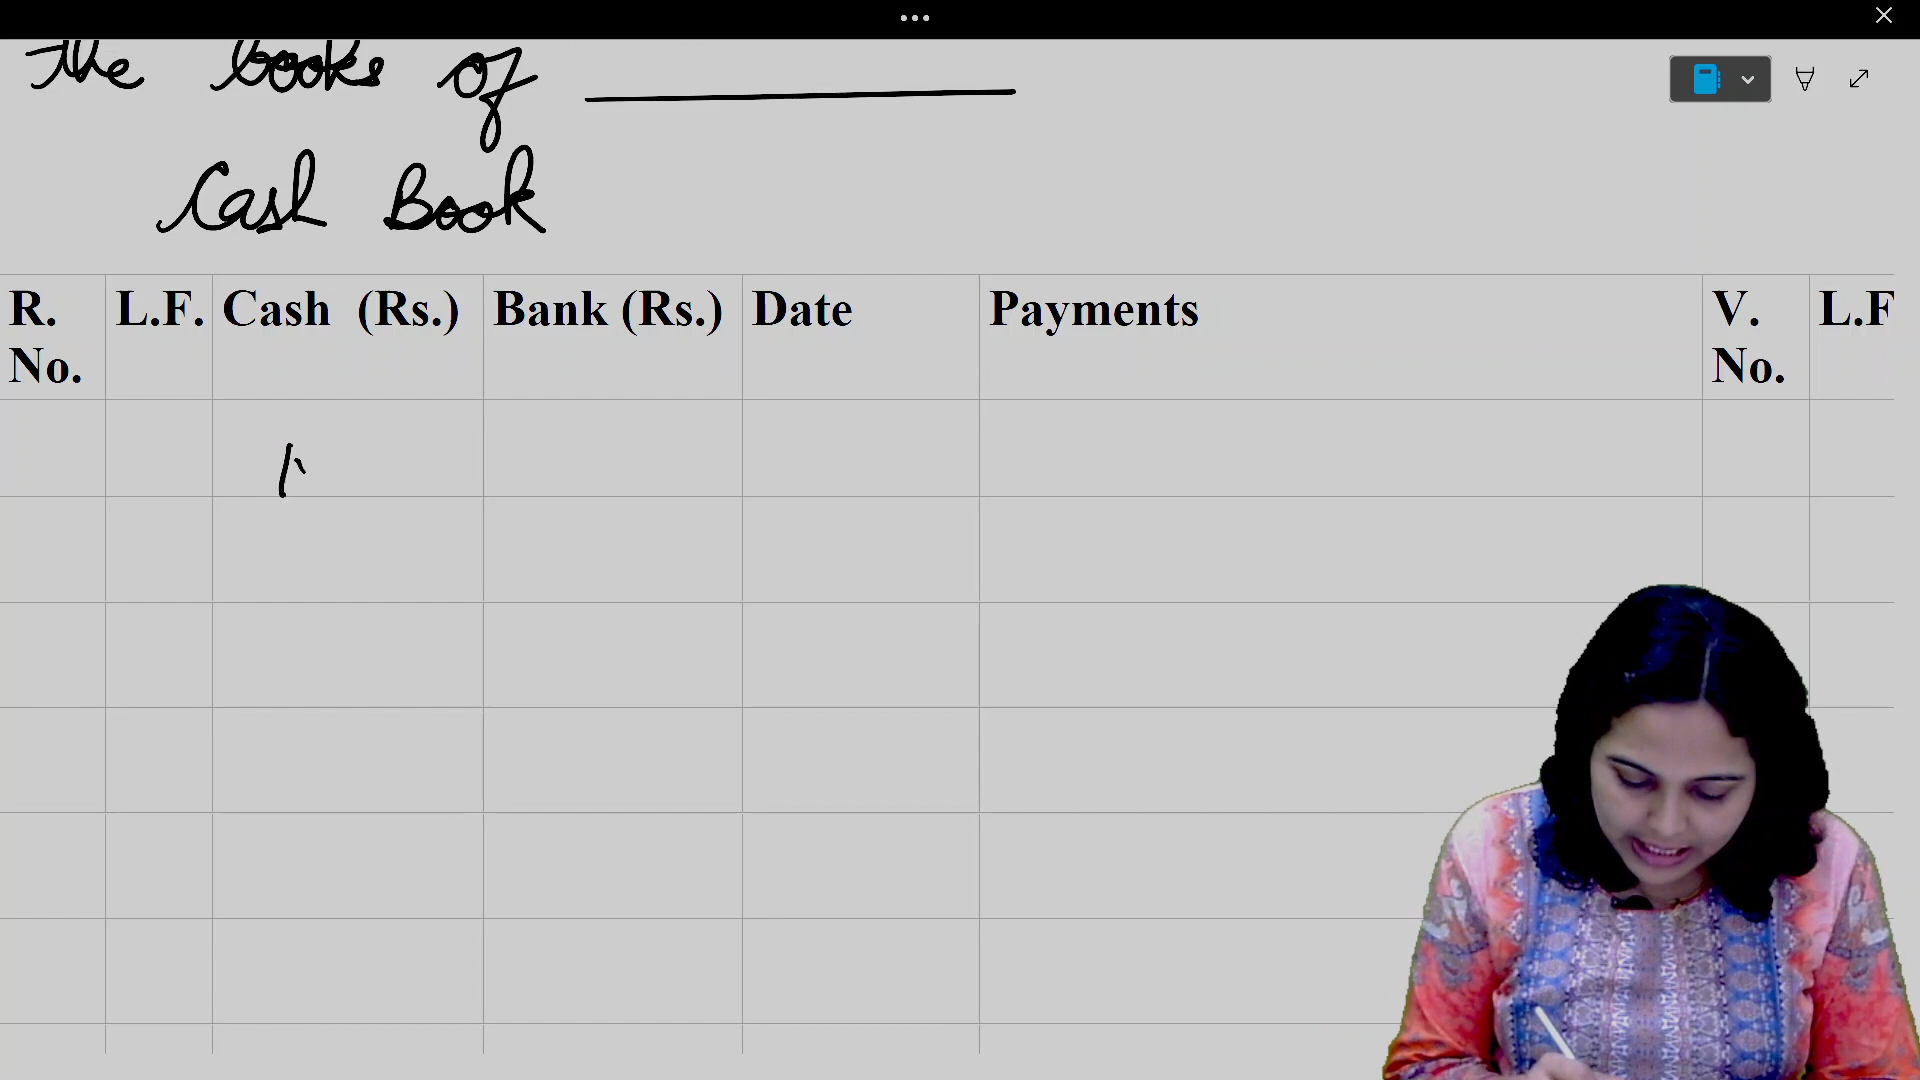 The books of
Cash Book
R. No. L.F. Cash (Rs.) Bank (Rs.) Date Payments V. No. L.F